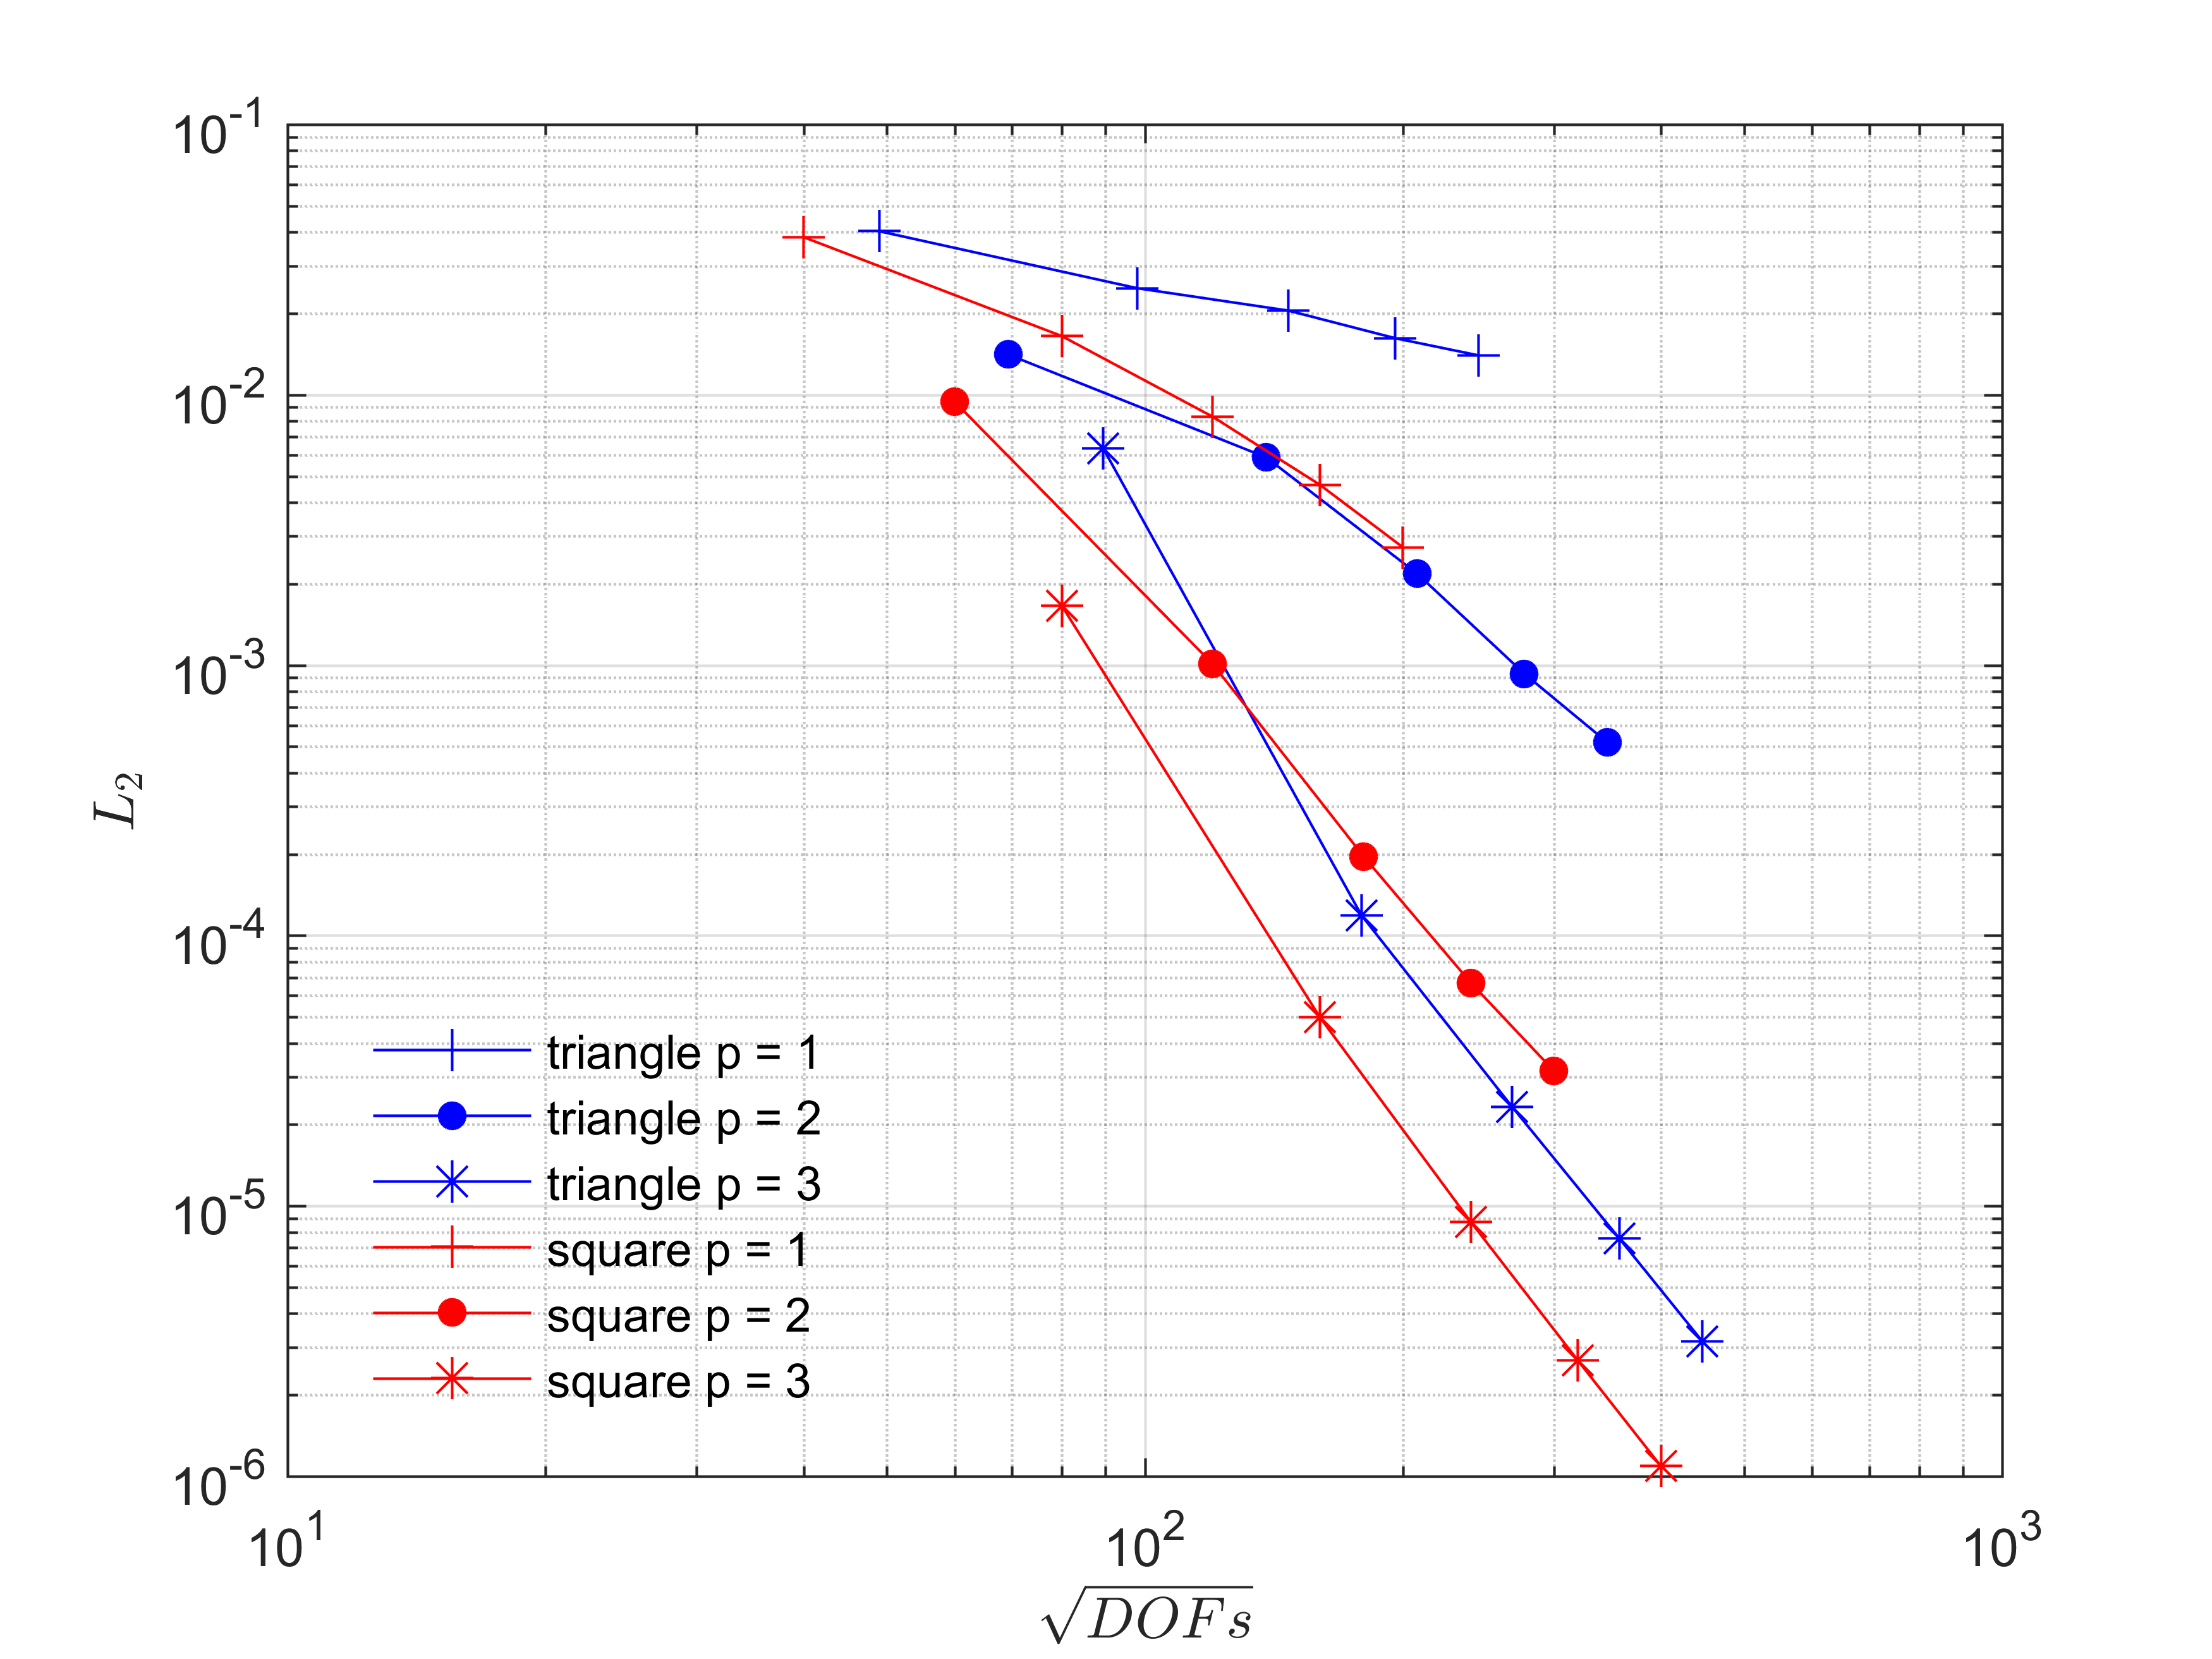 10^-1
10^-2
10^-3
10^-4
10^-5
10^-6
L_2
triangle p = 1
triangle p = 2
triangle p = 3
square p = 1
square p = 2
square p = 3
10^1 10^2 10^3
√DOFs